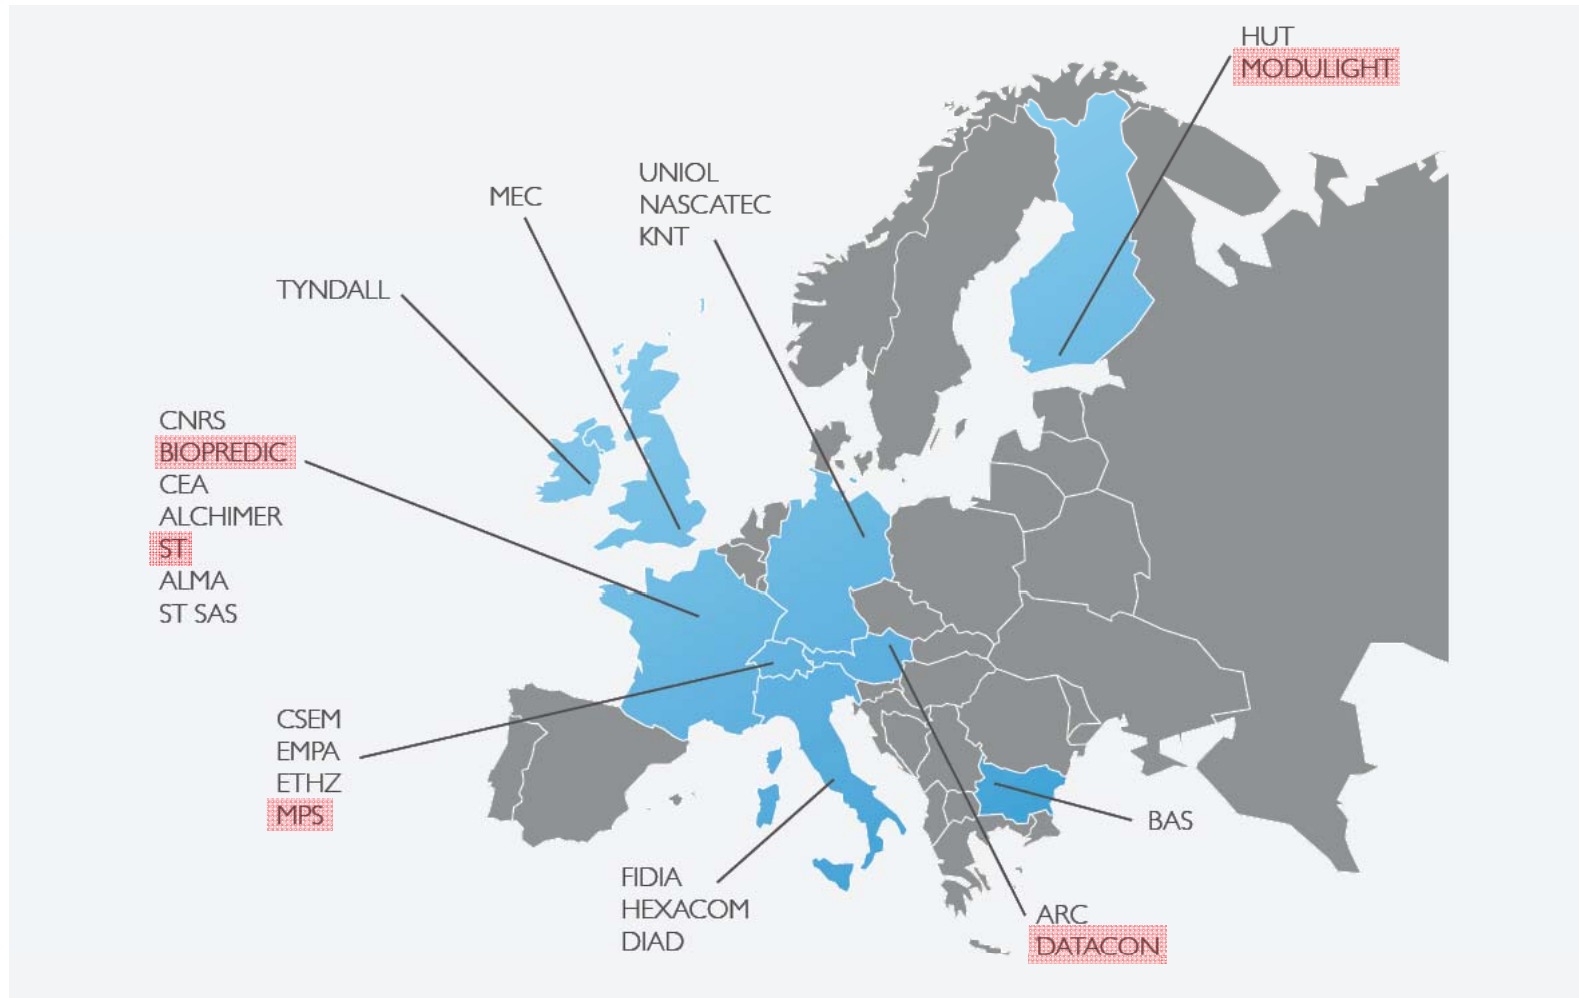 HUT
MODULIGHT
UNIOL
NASCATEC
KNT
MEC
TYNDALL
CNRS
BIOPREDIC
CEA
ALCHIMER
ST
ALMA
ST SAS
CSEM
EMPA
ETHZ
MPS
BAS
FIDIA
HEXACOM
DIAD
ARC
DATACON